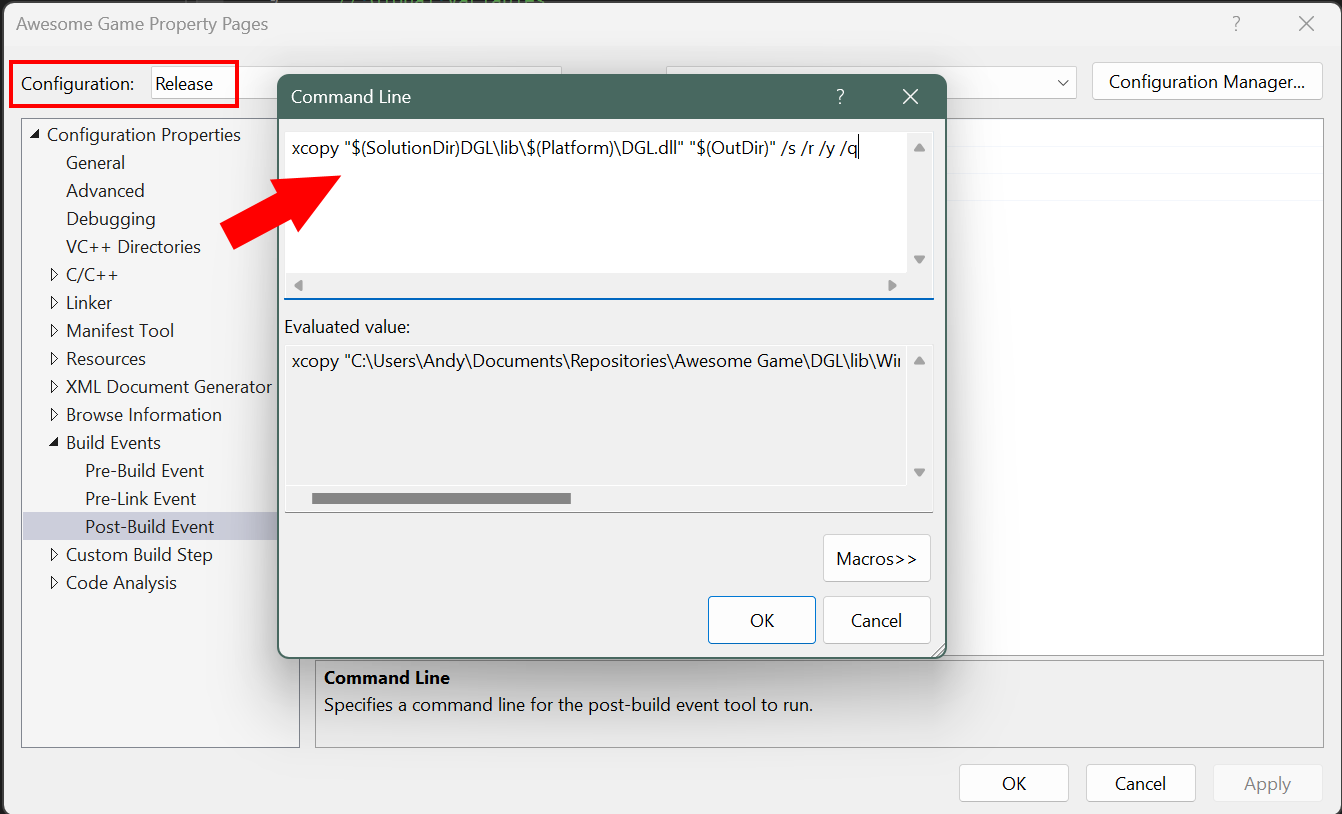 Awesome Game Property Pages
?
Configuration: Release
Configuration Manager...
Command Line
?
xcopy "$(SolutionDir)DGL\lib\$(Platform)\DGL.dll" "$(OutDir)" /s /r /y /q
Evaluated value:
xcopy "C:\Users\Andy\Documents\Repositories\Awesome Game\DGL\lib\Wi
Macros>>
OK
Cancel
Configuration Properties
General
Advanced
Debugging
VC++ Directories
C/C++
Linker
Manifest Tool
Resources
XML Document Generator
Browse Information
Build Events
Pre-Build Event
Pre-Link Event
Post-Build Event
Custom Build Step
Code Analysis
Command Line
Specifies a command line for the post-build event tool to run.
OK
Cancel
Apply